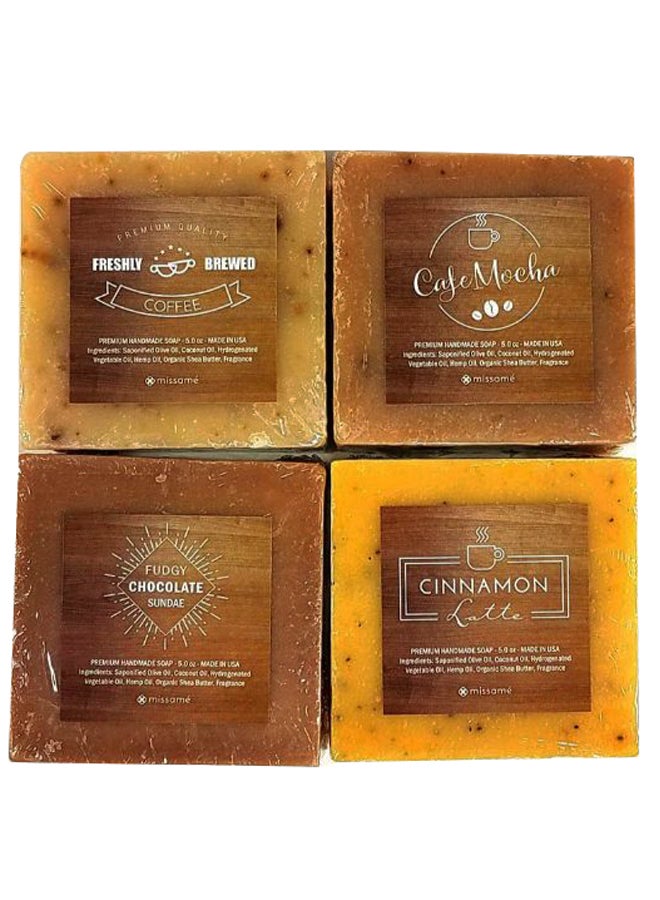 PREMIUM QUALITY
FRESHLY BREWED
COFFEE
PREMIUM HANDMADE SOAP - 5.0 oz - MADE IN USA
Ingredients: Saponified Olive Oil, Coconut Oil, Hydrogenated
Vegetable Oil, Hemp Oil, Organic Shea Butter, Fragrance
missamé
Cafe Mocha
PREMIUM HANDMADE SOAP - 5.0 oz - MADE IN USA
Ingredients: Saponified Olive Oil, Coconut Oil, Hydrogenated
Vegetable Oil, Hemp Oil, Organic Shea Butter, Fragrance
missamé
FUDGY
CHOCOLATE
SUNDAE
PREMIUM HANDMADE SOAP - 5.0 oz - MADE IN USA
Ingredients: Saponified Olive Oil, Coconut Oil, Hydrogenated
Vegetable Oil, Hemp Oil, Organic Shea Butter, Fragrance
missamé
CINNAMON
Latte
PREMIUM HANDMADE SOAP - 5.0 oz - MADE IN USA
Ingredients: Saponified Olive Oil, Coconut Oil, Hydrogenated
Vegetable Oil, Hemp Oil, Organic Shea Butter, Fragrance
missamé